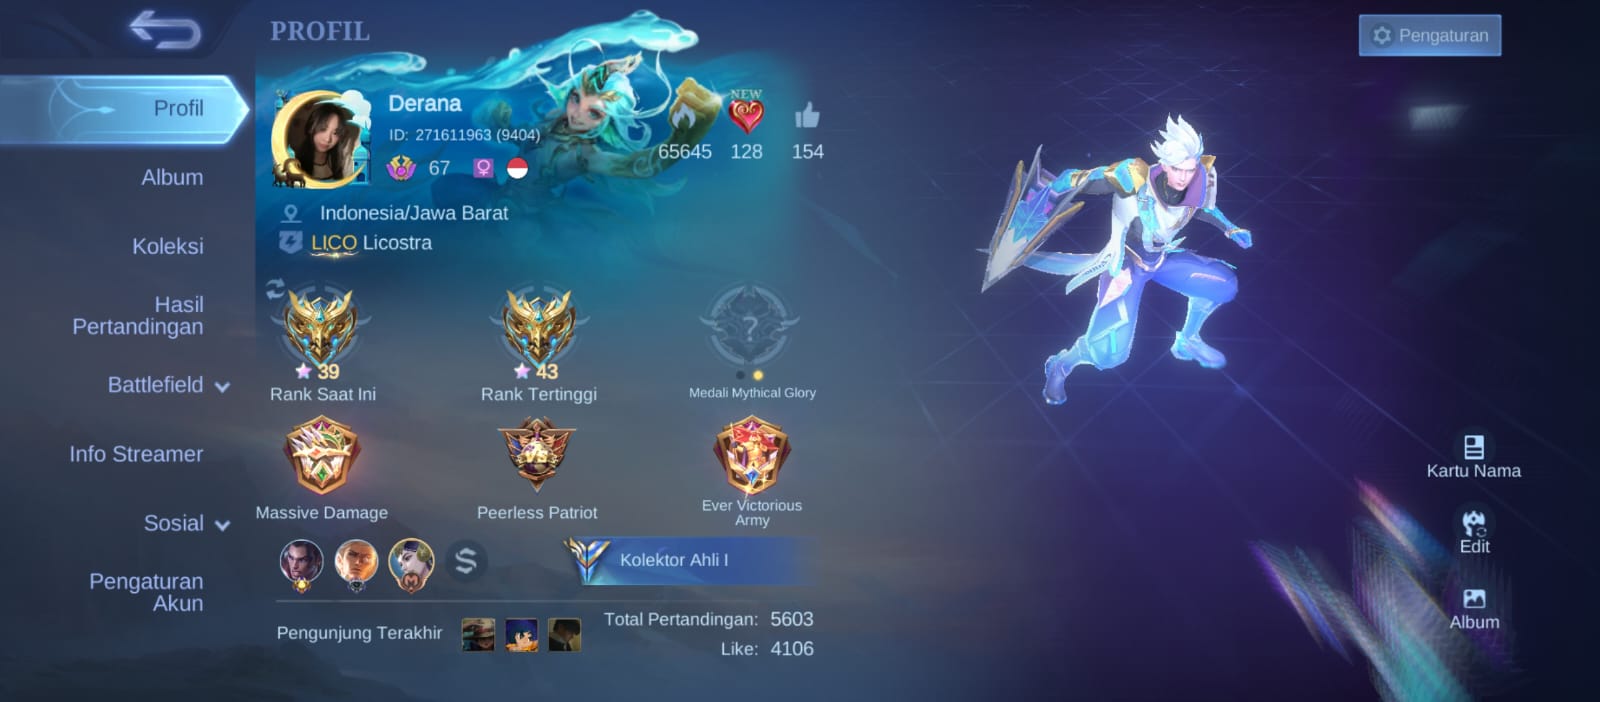 PROFIL
Pengaturan
Profil
Album
Koleksi
Hasil
Pertandingan
Battlefield
Info Streamer
Sosial
Pengaturan
Akun
Derana
ID: 271611963 (9404)
67
65645
NEW
128
154
Indonesia/Jawa Barat
LICO Licostra
39
Rank Saat Ini
43
Rank Tertinggi
?
Medali Mythical Glory
Massive Damage
VS
Peerless Patriot
Ever Victorious
Army
Kolektor Ahli I
Pengunjung Terakhir
Total Pertandingan: 5603
Like: 4106
Kartu Nama
Edit
Album